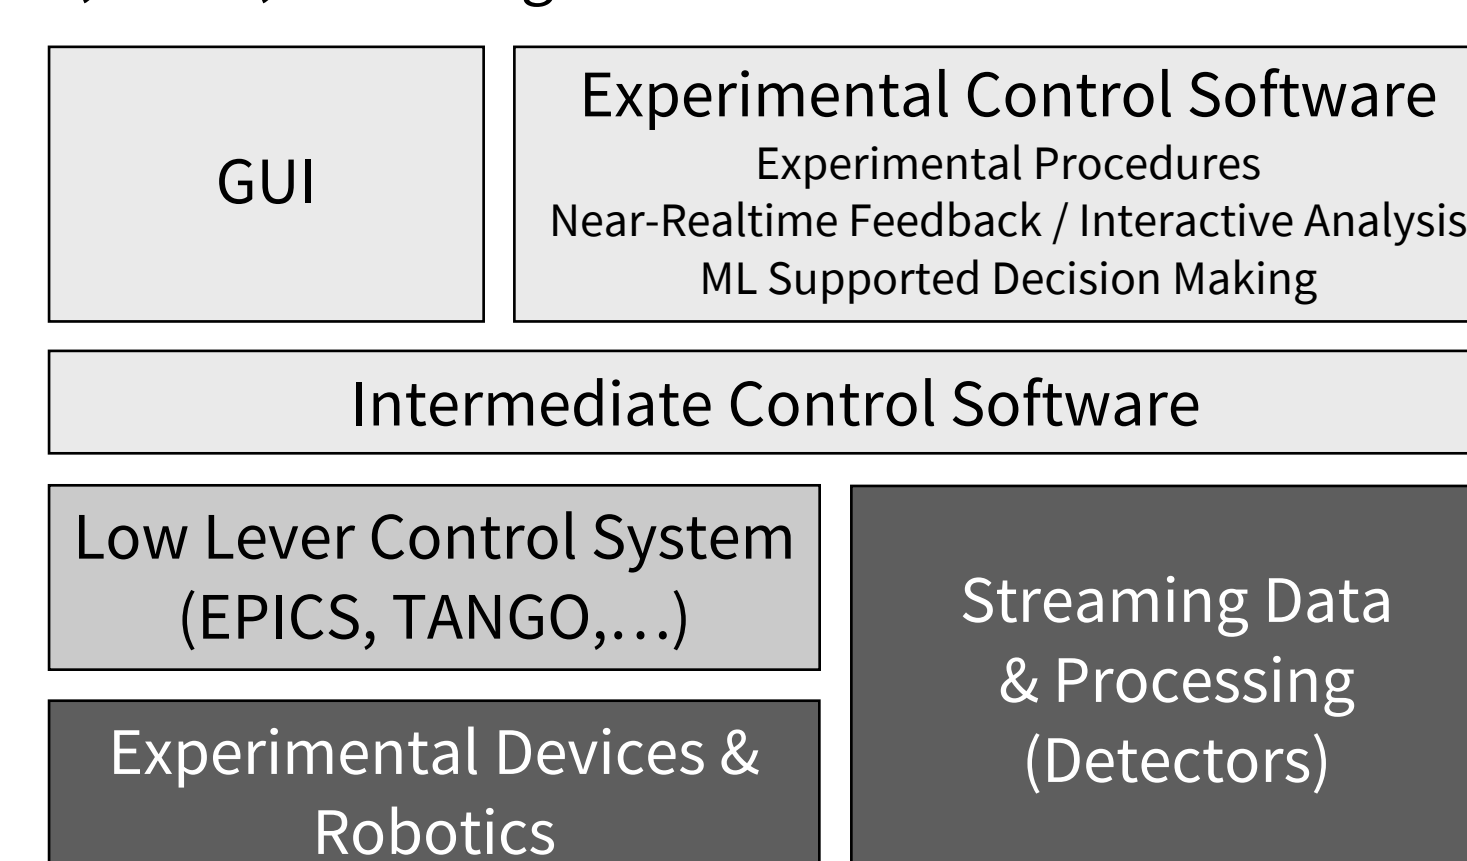 GUI
Experimental Control Software
Experimental Procedures
Near-Realtime Feedback / Interactive Analysis
ML Supported Decision Making
Intermediate Control Software
Low Lever Control System
(EPICS, TANGO,...)
Streaming Data
& Processing
(Detectors)
Experimental Devices &
Robotics